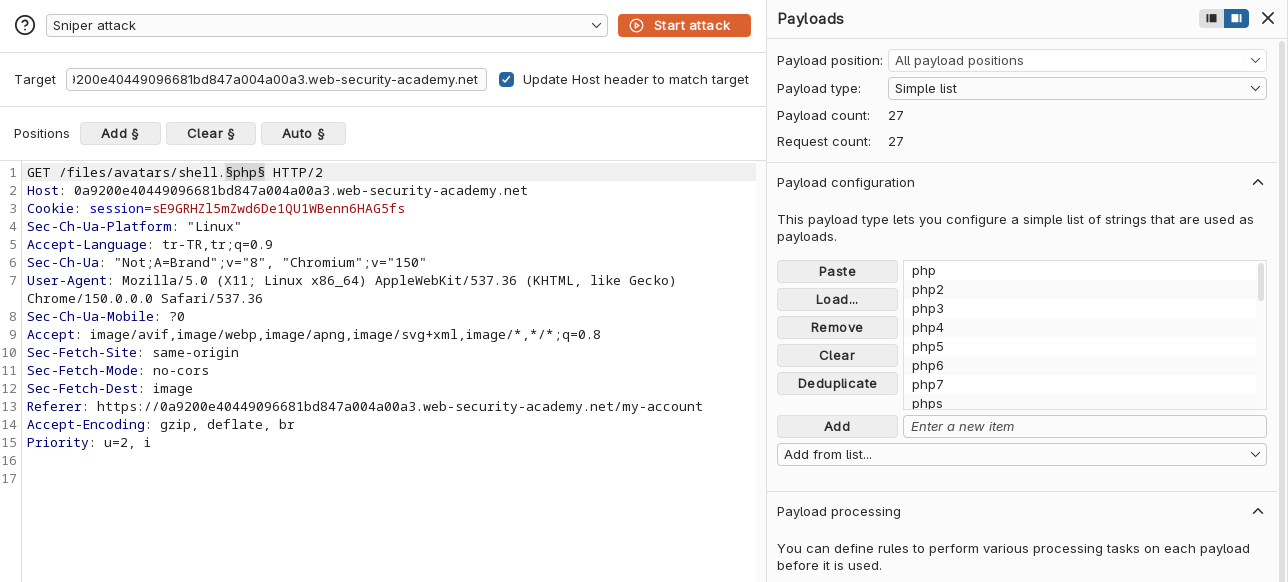 Sniper attack
Start attack
Target
9200e40449096681bd847a004a00a3.web-security-academy.net
Update Host header to match target
Positions
Add §
Clear §
Auto §
1 GET /files/avatars/shell.§php§ HTTP/2
2 Host: 0a9200e40449096681bd847a004a00a3.web-security-academy.net
3 Cookie: session=sE9GRHZl5mZwd6De1QU1WBenn6HAG5fs
4 Sec-Ch-Ua-Platform: "Linux"
5 Accept-Language: tr-TR,tr;q=0.9
6 Sec-Ch-Ua: "Not;A=Brand";v="8", "Chromium";v="150"
7 User-Agent: Mozilla/5.0 (X11; Linux x86_64) AppleWebKit/537.36 (KHTML, like Gecko)
Chrome/150.0.0.0 Safari/537.36
8 Sec-Ch-Ua-Mobile: ?0
9 Accept: image/avif,image/webp,image/apng,image/svg+xml,image/*,*/*;q=0.8
10 Sec-Fetch-Site: same-origin
11 Sec-Fetch-Mode: no-cors
12 Sec-Fetch-Dest: image
13 Referer: https://0a9200e40449096681bd847a004a00a3.web-security-academy.net/my-account
14 Accept-Encoding: gzip, deflate, br
15 Priority: u=2, i
16
17
Payloads
Payload position: All payload positions
Payload type: Simple list
Payload count: 27
Request count: 27
Payload configuration
This payload type lets you configure a simple list of strings that are used as
payloads.
Paste
Load...
Remove
Clear
Deduplicate
php
php2
php3
php4
php5
php6
php7
phps
Add
Enter a new item
Add from list...
Payload processing
You can define rules to perform various processing tasks on each payload
before it is used.